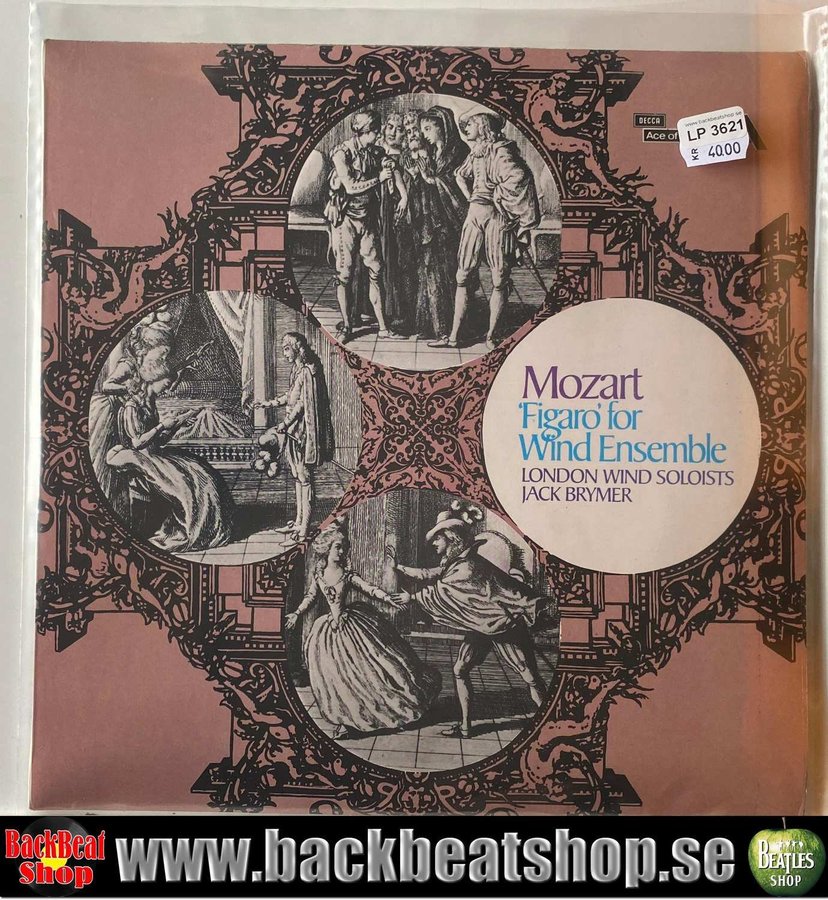 DECCA
Ace of
www.backbeatshop.se
LP 3621
KR 40.00
Mozart
'Figaro' for
Wind Ensemble
LONDON WIND SOLOISTS
JACK BRYMER
BackBeat
Shop
www.backbeatshop.se
BEATLES
SHOP